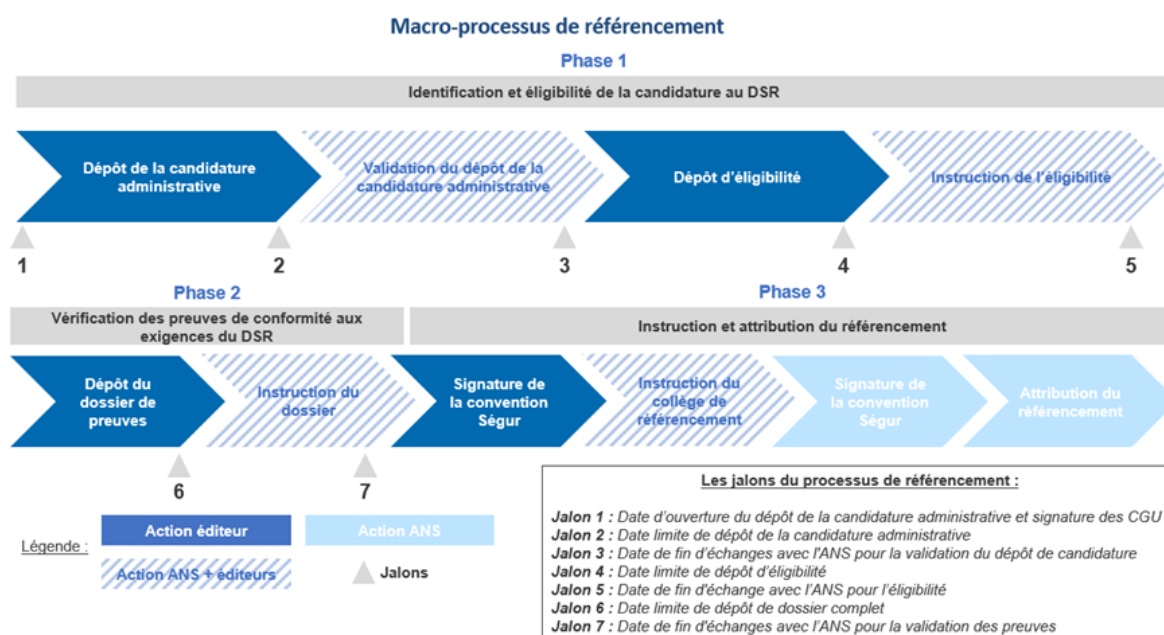 Macro-processus de référencement
Phase 1
Identification et éligibilité de la candidature au DSR
Dépôt de la candidature
administrative
Validation du dépôt de la
candidature administrative
Dépôt d'éligibilité
Instruction de l'éligibilité
1
2
3
4
5
Phase 2
Phase 3
Vérification des preuves de conformité aux
exigences du DSR
Instruction et attribution du référencement
Dépôt du
dossier de
preuves
Instruction du
dossier
Signature de
la convention
Ségur
Instruction du
collège de
référencement
Signature de
la convention
Ségur
Attribution du
référencement
6
7
Légende :
Action éditeur
Action ANS
Action ANS + éditeurs
Jalons
Les jalons du processus de référencement :
Jalon 1 : Date d'ouverture du dépôt de la candidature administrative et signature des CGU
Jalon 2 : Date limite de dépôt de la candidature administrative
Jalon 3 : Date de fin d'échanges avec l'ANS pour la validation du dépôt de candidature
Jalon 4 : Date limite de dépôt d'éligibilité
Jalon 5 : Date de fin d'échange avec l'ANS pour l'éligibilité
Jalon 6 : Date limite de dépôt de dossier complet
Jalon 7 : Date de fin d'échanges avec l'ANS pour la validation des preuves